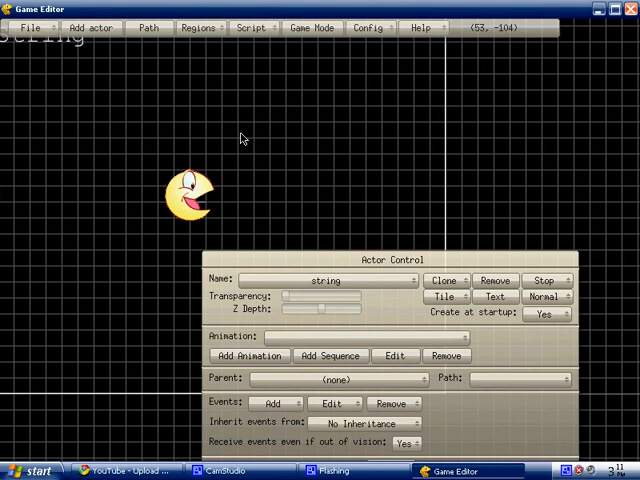 Game Editor
File Add actor Path Regions Script Game Mode Config Help (53, -104)
String
Actor Control
Name: string Clone Remove Stop
Transparency: Tile Text Normal
Z Depth: Create at startup: Yes
Animation:
Add Animation Add Sequence Edit Remove
Parent: (none) Path:
Events: Add Edit Remove
Inherit events from: No Inheritance
Receive events even if out of vision: Yes
start YouTube - Upload ... CamStudio Flashing Game Editor 3 11 PM